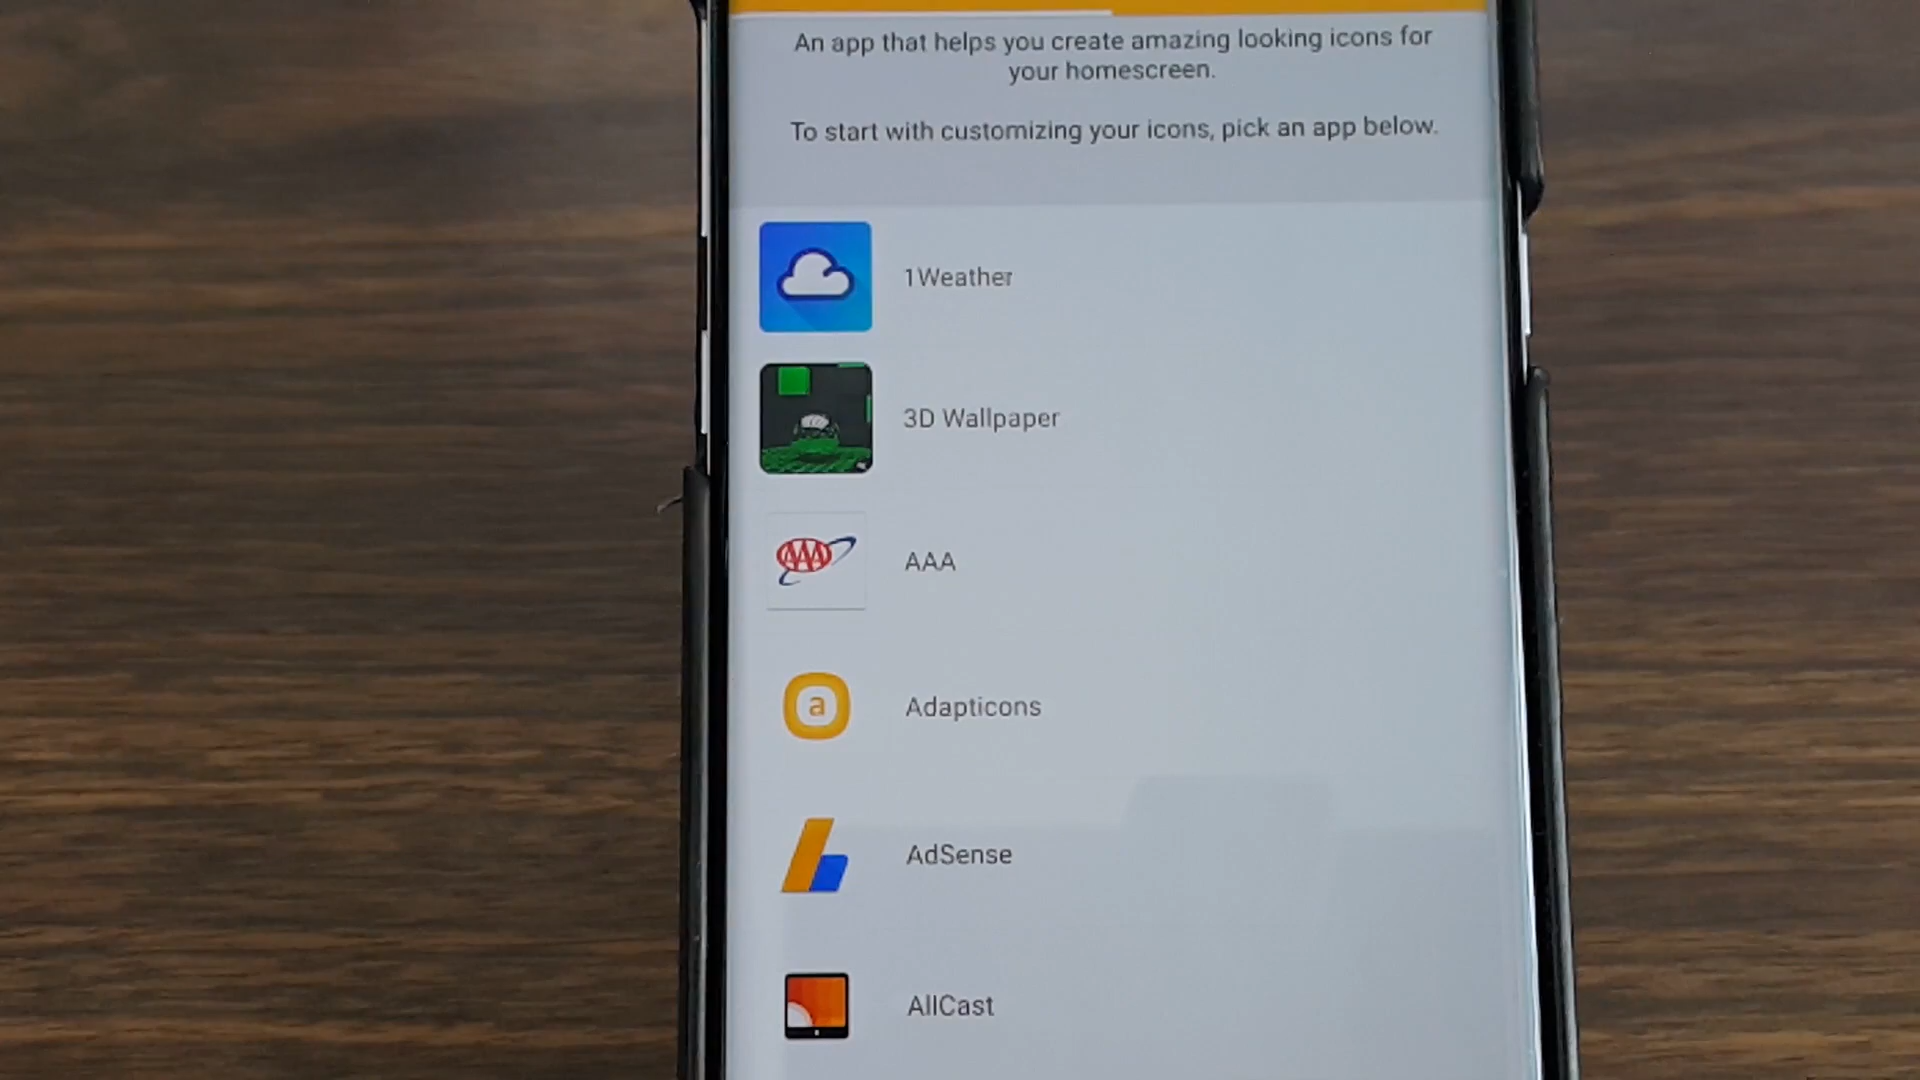 An app that helps you create amazing looking icons for
your homescreen.
To start with customizing your icons, pick an app below.
1Weather
3D Wallpaper
AAA
AAA
a
Adapticons
AdSense
AllCast